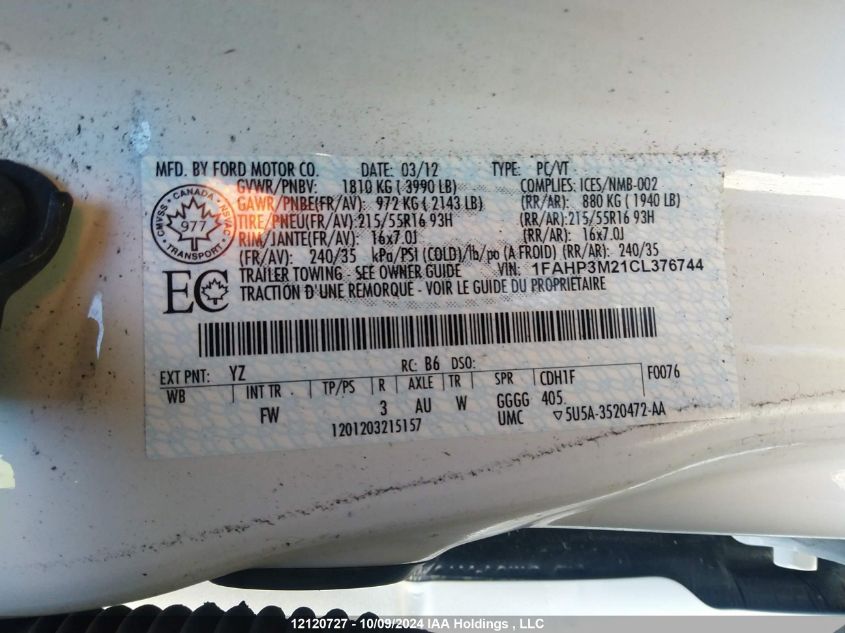 MFD. BY FORD MOTOR CO. DATE: 03/12 TYPE: PC/VT
GVWR/PNBV: 1810 KG ( 3990 LB) COMPLIES: ICES/NMB-002
GAWR/PNBE(FR/AV): 972 KG ( 2143 LB) (RR/AR): 880 KG ( 1940 LB)
TIRE/PNEU(FR/AV): 215/55R16 93H (RR/AR): 215/55R16 93H
RIM/JANTE(FR/AV): 16x7.0J (RR/AR): 16x7.0J
(FR/AV): 240/35 kPa/PSI (COLD)/lb/po (A FROID) (RR/AR): 240/35
TRAILER TOWING - SEE OWNER GUIDE VIN: 1FAHP3M21CL376744
TRACTION D'UNE REMORQUE - VOIR LE GUIDE DU PROPRIETAIRE
CANADA
CMVSS NSVAC
977
TRANSPORT
EC
EXT PNT: YZ RC: B6 DSO:
WB INT TR TP/PS R AXLE TR SPR CDH1F F0076
FW 3 AU W GGGG 405
1201203215157 UMC ▽5U5A-3520472-AA
12120727 - 10/09/2024 IAA Holdings , LLC